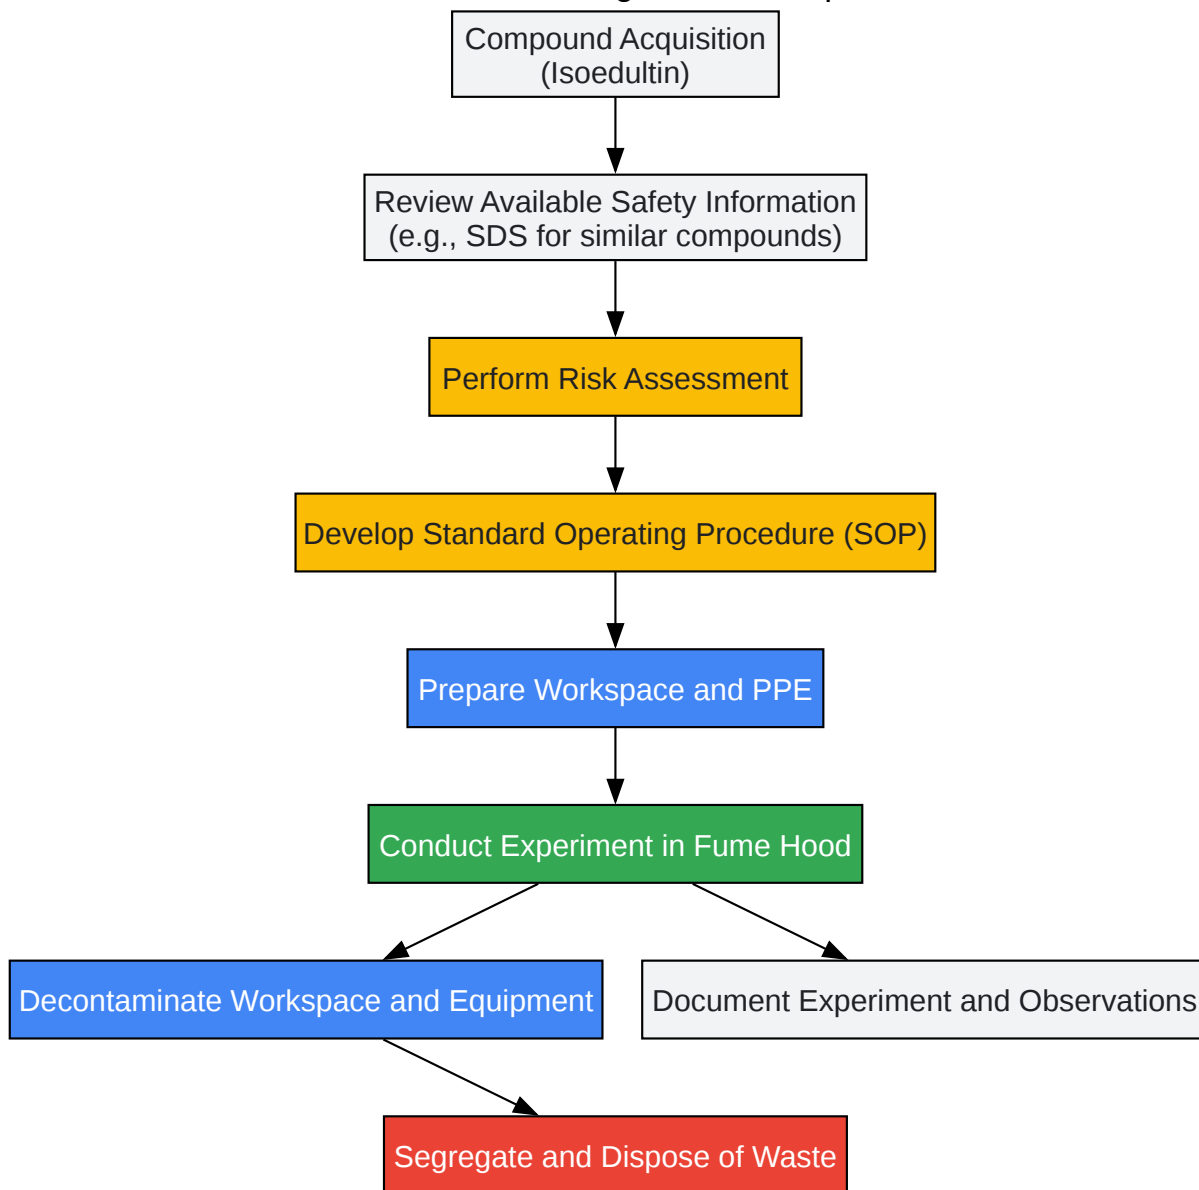 Compound Acquisition
(Isoedultin)
Review Available Safety Information
(e.g., SDS for similar compounds)
Perform Risk Assessment
Develop Standard Operating Procedure (SOP)
Prepare Workspace and PPE
Conduct Experiment in Fume Hood
Decontaminate Workspace and Equipment
Document Experiment and Observations
Segregate and Dispose of Waste